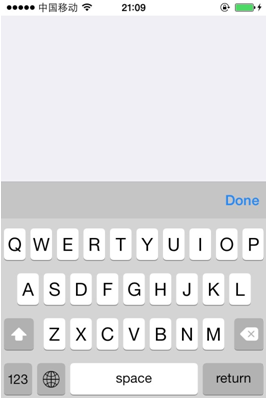 中国移动 21:09
Done
Q W E R T Y U I O P
A S D F G H J K L
Z X C V B N M
123 space return